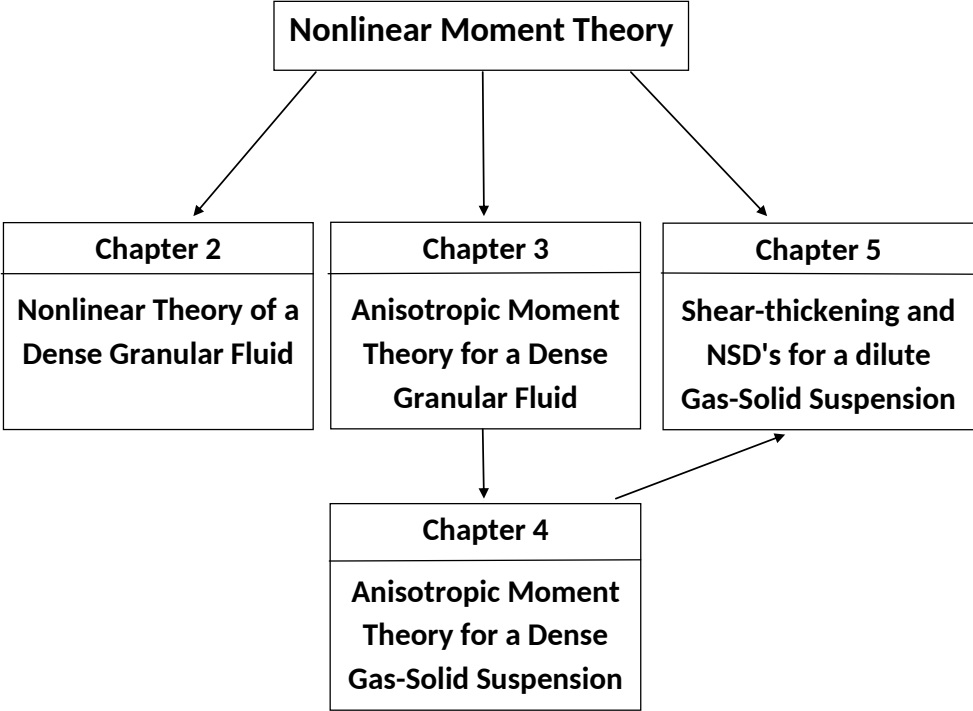 Nonlinear Moment Theory
Chapter 2
Nonlinear Theory of a
Dense Granular Fluid
Chapter 3
Anisotropic Moment
Theory for a Dense
Granular Fluid
Chapter 5
Shear-thickening and
NSD's for a dilute
Gas-Solid Suspension
Chapter 4
Anisotropic Moment
Theory for a Dense
Gas-Solid Suspension